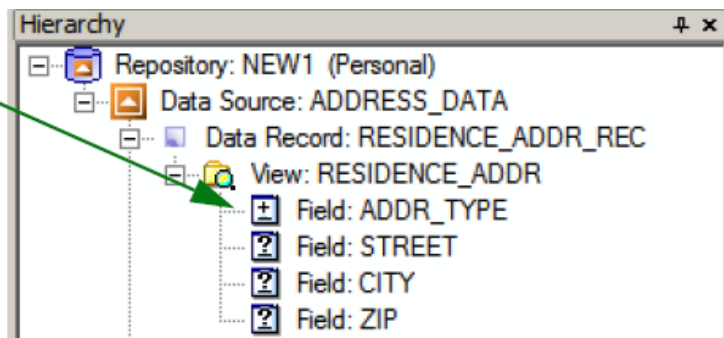 Hierarchy
Repository: NEW1 (Personal)
Data Source: ADDRESS_DATA
Data Record: RESIDENCE_ADDR_REC
View: RESIDENCE_ADDR
Field: ADDR_TYPE
Field: STREET
Field: CITY
Field: ZIP